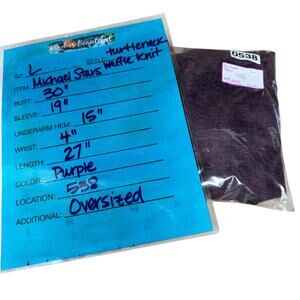 SIZE: L STYLE: turtleneck waffle knit
ITEM: Michael Stars
BUST: 30"
SLEEVE: 19"
UNDERARM HEM: 15"
WRIST: 4"
LENGTH: 27"
COLOR: Purple
LOCATION: 538
ADDITIONAL: Oversized
0538